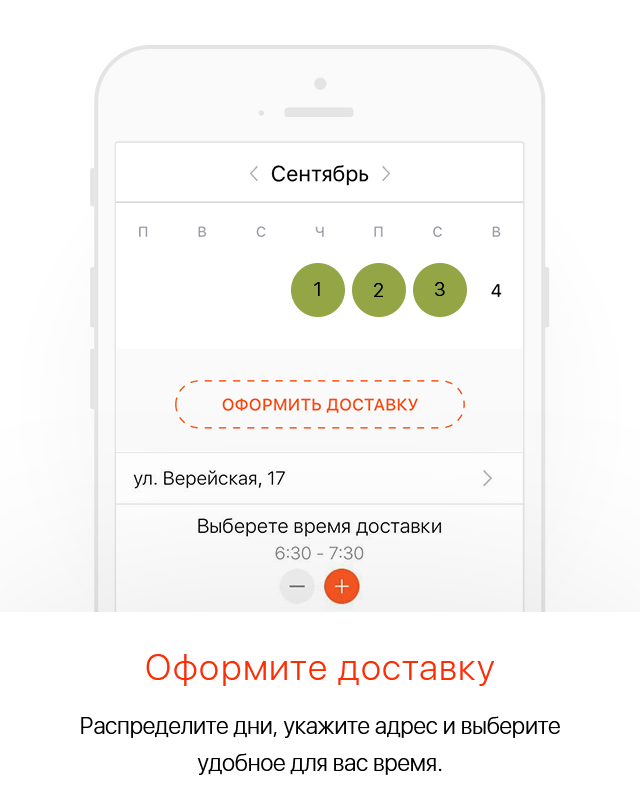 Сентябрь
П В С Ч П С В
1 2 3 4
ОФОРМИТЬ ДОСТАВКУ
ул. Верейская, 17
Выберете время доставки
6:30 - 7:30
Оформите доставку
Распределите дни, укажите адрес и выберите
удобное для вас время.